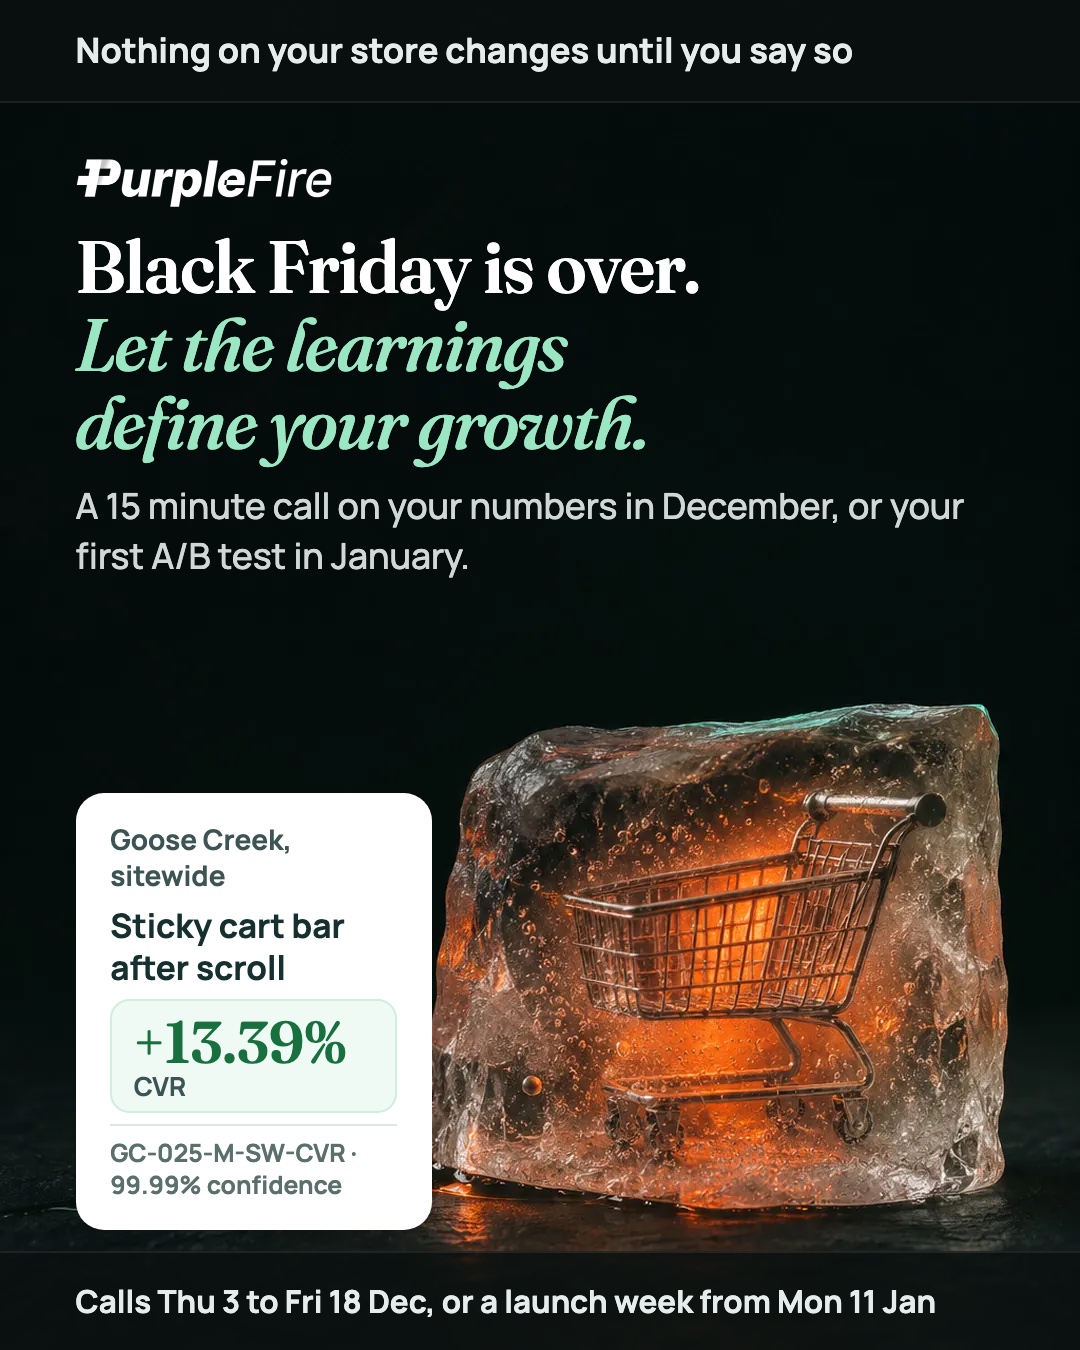 Nothing on your store changes until you say so
PurpleFire
Black Friday is over.
Let the learnings
define your growth.
A 15 minute call on your numbers in December, or your
first A/B test in January.
Goose Creek,
sitewide
Sticky cart bar
after scroll
+13.39%
CVR
GC-025-M-SW-CVR ·
99.99% confidence
Calls Thu 3 to Fri 18 Dec, or a launch week from Mon 11 Jan